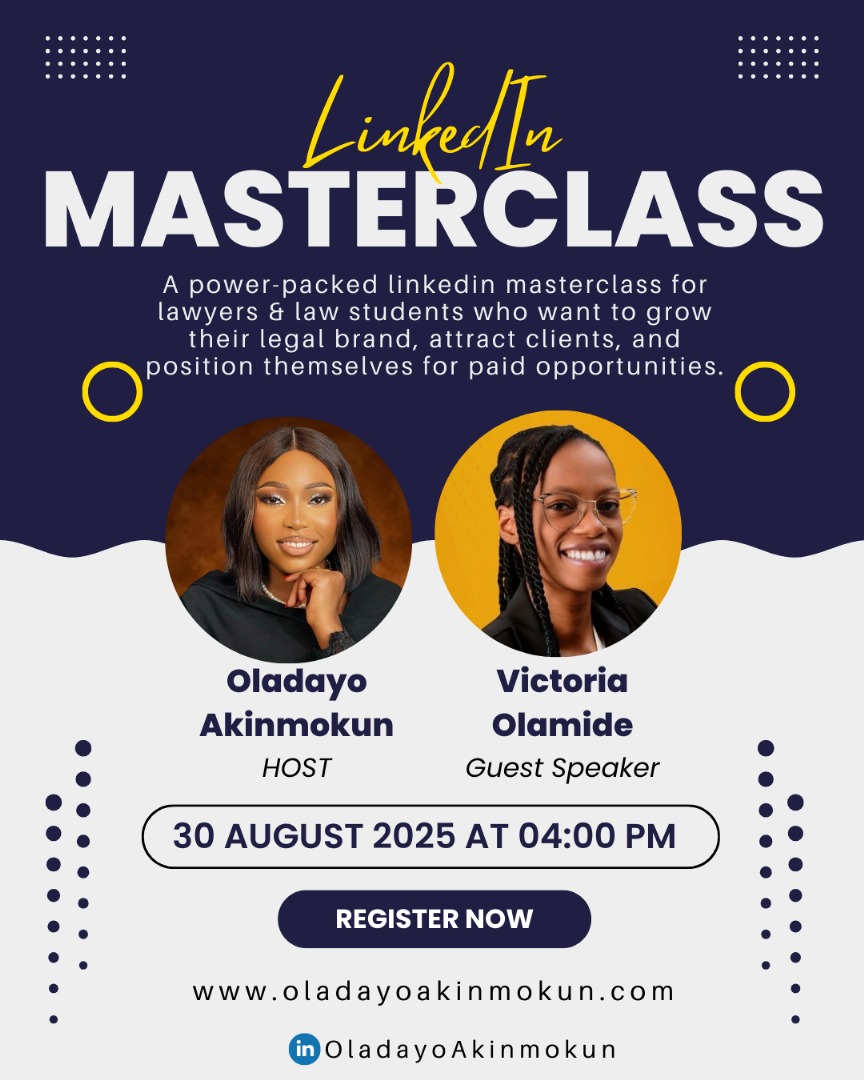 LinkedIn
MASTERCLASS
A power-packed linkedin masterclass for
lawyers & law students who want to grow
their legal brand, attract clients, and
position themselves for paid opportunities.
Oladayo
Akinmokun
HOST
Victoria
Olamide
Guest Speaker
30 AUGUST 2025 AT 04:00 PM
REGISTER NOW
www.oladayoakinmokun.com
in OladayoAkinmokun